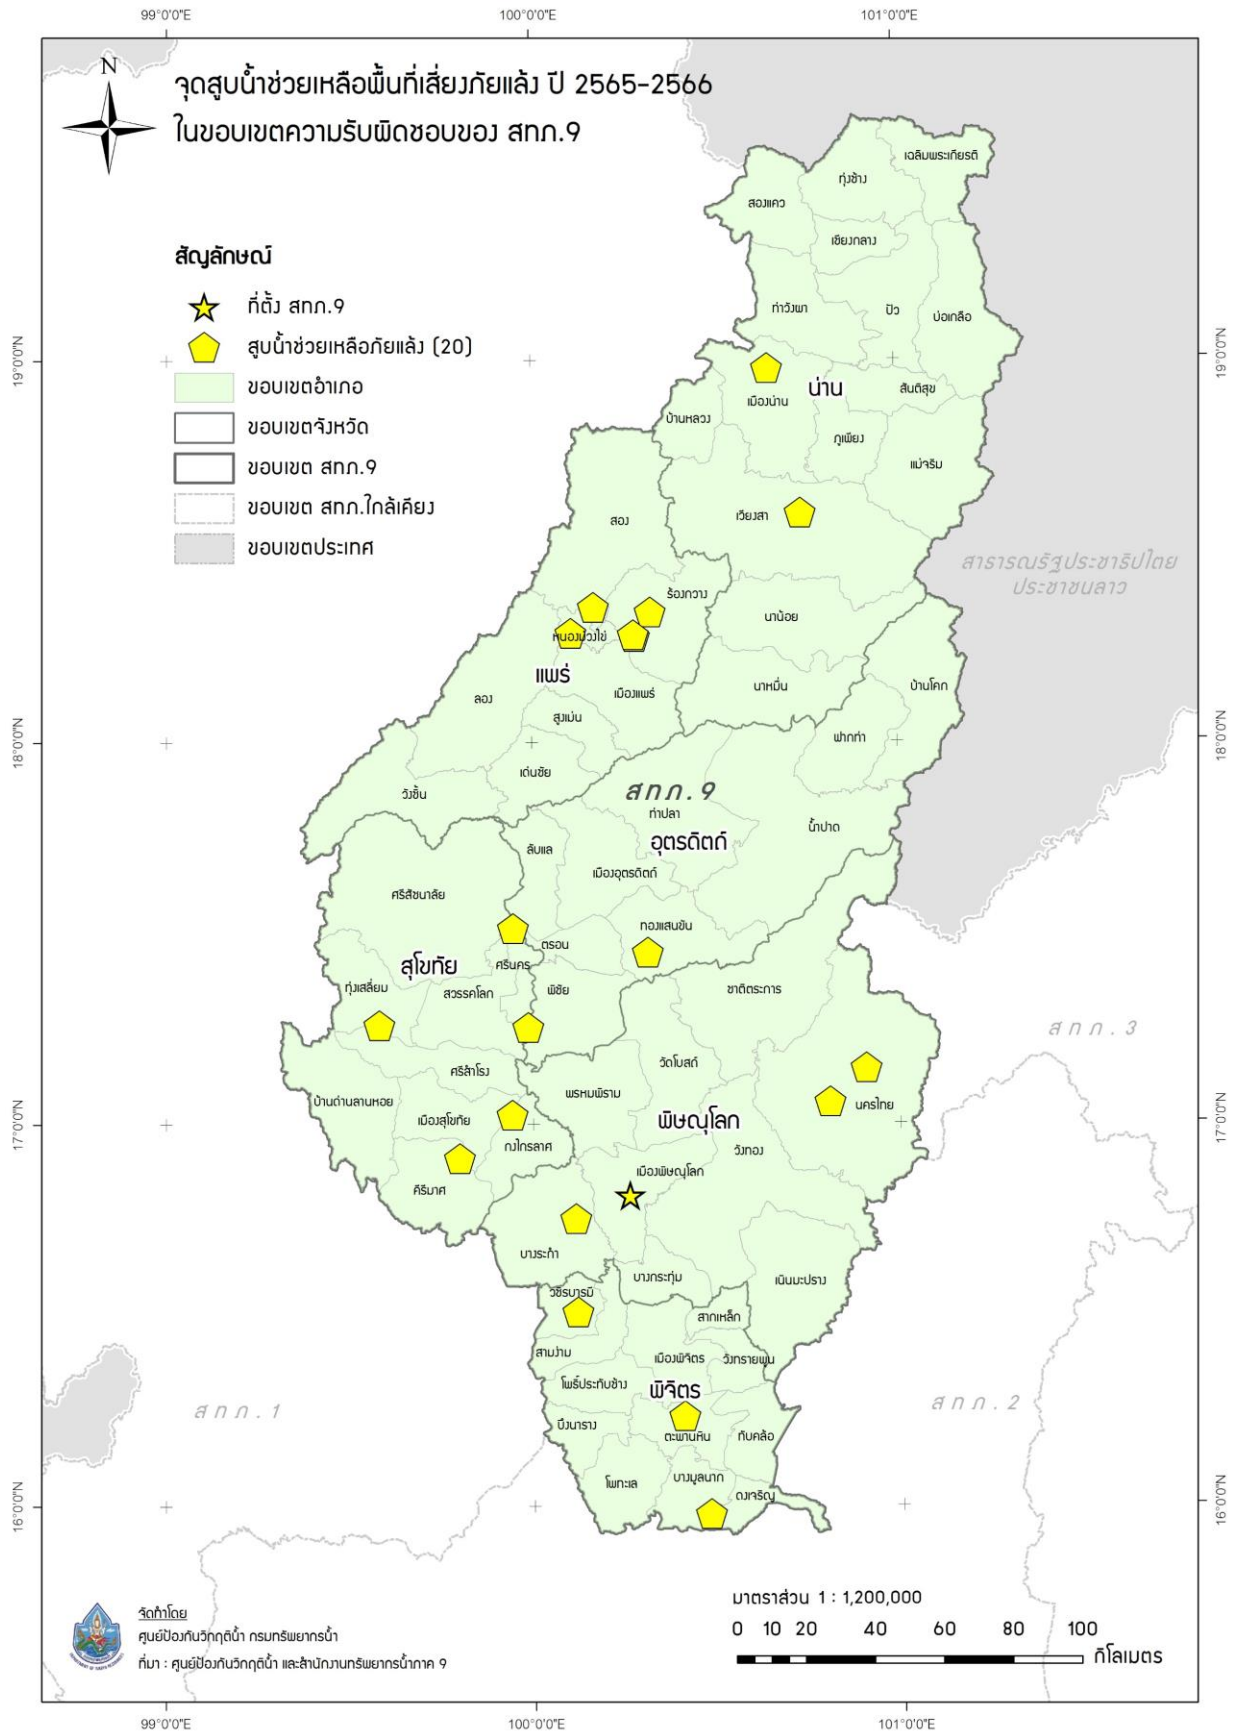 99°0'0"E 100°0'0"E 101°0'0"E
N
จุดสูบน้ำช่วยเหลือพื้นที่เสี่ยงภัยแล้ง ปี 2565-2566
ในขอบเขตความรับผิดชอบของ สทภ.9
สัญลักษณ์
ที่ตั้ง สทภ.9
สูบน้ำช่วยเหลือภัยแล้ง (20)
ขอบเขตอำเภอ
ขอบเขตจังหวัด
ขอบเขต สทภ.9
ขอบเขต สทภ.ใกล้เคียง
ขอบเขตประเทศ
เฉลิมพระเกียรติ
ทุ่งช้าง
สองแคว
เชียงกลาง
ท่าวังผา
ปัว
บ่อเกลือ
19°0'0"N 19°0'0"N
น่าน
สันติสุข
เมืองน่าน
บ้านหลวง
ภูเพียง
แม่จริม
เวียงสา
สอง
สาธารณรัฐประชาธิปไตย
ประชาชนลาว
ร้องกวาง
นาน้อย
หนองม่วงไข่
แพร่
นาหมื่น
บ้านโคก
เมืองแพร่
ลอง
สูงเม่น
ฟากท่า
18°0'0"N 18°0'0"N
เด่นชัย
วังชิ้น
สทภ.9
ท่าปลา
น้ำปาด
อุตรดิตถ์
ลับแล
เมืองอุตรดิตถ์
ศรีสัชนาลัย
ทองแสนขัน
ตรอน
สุโขทัย
ศรีนคร
ทุ่งเสลี่ยม
สวรรคโลก
พิชัย
ชาติตระการ
สทภ.3
วัดโบสถ์
ศรีสำโรง
พรหมพิราม
บ้านด่านลานหอย
นครไทย
17°0'0"N 17°0'0"N
เมืองสุโขทัย
พิษณุโลก
กงไกรลาศ
วังทอง
เมืองพิษณุโลก
คีรีมาศ
บางระกำ
บางกระทุ่ม
เนินมะปราง
วชิรบารมี
สากเหล็ก
สามง่าม
เมืองพิจิตร
วังทรายพูน
โพธิ์ประทับช้าง
พิจิตร
สทภ.1
สทภ.2
บึงนาราง
ตะพานหิน
ทับคล้อ
โพทะเล
บางมูลนาก
ดงเจริญ
16°0'0"N 16°0'0"N
มาตราส่วน 1 : 1,200,000
0 10 20 40 60 80 100
กิโลเมตร
จัดทำโดย
ศูนย์ป้องกันวิกฤติน้ำ กรมทรัพยากรน้ำ
ที่มา : ศูนย์ป้องกันวิกฤติน้ำ และสำนักงานทรัพยากรน้ำภาค 9
99°0'0"E 100°0'0"E 101°0'0"E